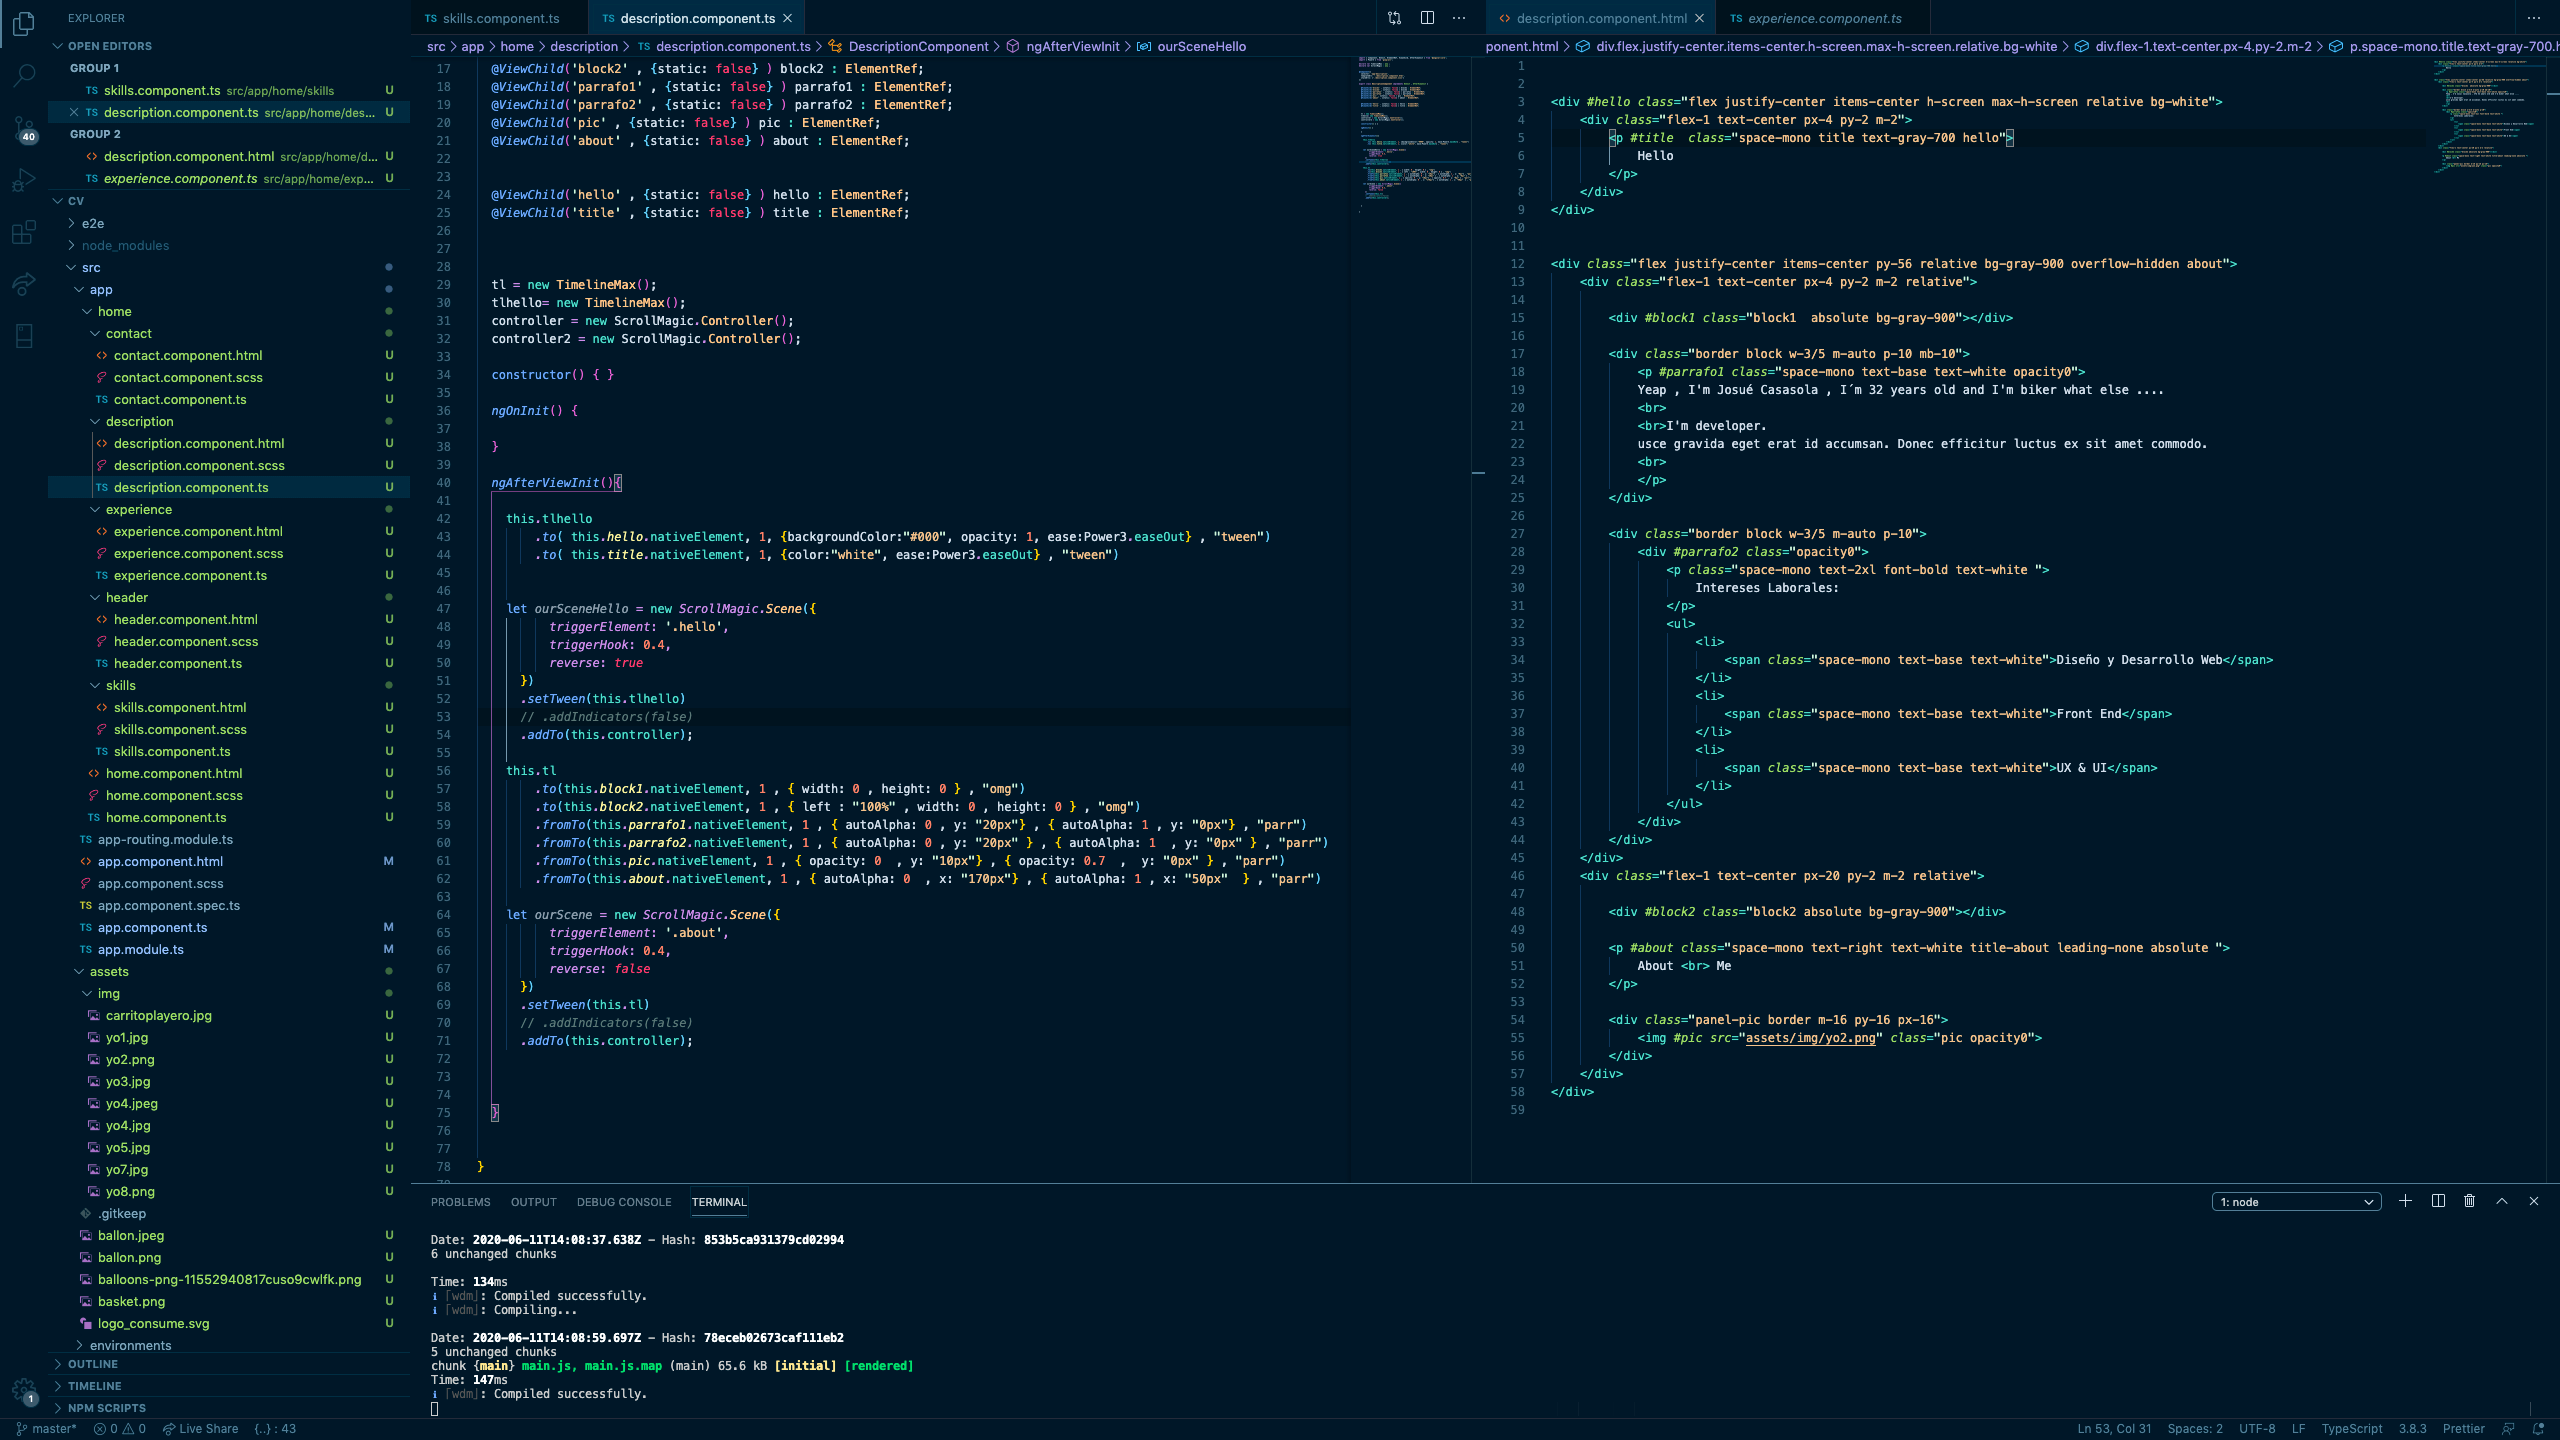 EXPLORER
OPEN EDITORS
GROUP 1
TS skills.component.ts src/app/home/skills U
TS description.component.ts src/app/home/des... U
GROUP 2
<> description.component.html src/app/home/d... U
TS experience.component.ts src/app/home/exp... U
CV
e2e
node_modules
src
app
home
contact
<> contact.component.html U
contact.component.scss U
TS contact.component.ts U
description
<> description.component.html U
description.component.scss U
TS description.component.ts U
experience
<> experience.component.html U
experience.component.scss U
TS experience.component.ts U
header
<> header.component.html U
header.component.scss U
TS header.component.ts U
skills
<> skills.component.html U
skills.component.scss U
TS skills.component.ts U
<> home.component.html U
home.component.scss U
TS home.component.ts U
TS app-routing.module.ts
<> app.component.html M
app.component.scss
TS app.component.spec.ts
TS app.component.ts M
TS app.module.ts M
assets
img
carritoplayero.jpg U
yo1.jpg U
yo2.png U
yo3.jpg U
yo4.jpeg U
yo4.jpg U
yo5.jpg U
yo7.jpg U
yo8.png U
.gitkeep
ballon.jpeg U
ballon.png U
balloons-png-11552940817cuso9cwlfk.png U
basket.png U
logo_consume.svg U
environments
OUTLINE
TIMELINE
NPM SCRIPTS
40
1
TS skills.component.ts
TS description.component.ts
src > app > home > description > TS description.component.ts > DescriptionComponent > ngAfterViewInit > ourSceneHello
17 @ViewChild('block2' , {static: false} ) block2 : ElementRef;
18 @ViewChild('parrafo1' , {static: false} ) parrafo1 : ElementRef;
19 @ViewChild('parrafo2' , {static: false} ) parrafo2 : ElementRef;
20 @ViewChild('pic' , {static: false} ) pic : ElementRef;
21 @ViewChild('about' , {static: false} ) about : ElementRef;
22
23
24 @ViewChild('hello' , {static: false} ) hello : ElementRef;
25 @ViewChild('title' , {static: false} ) title : ElementRef;
26
27
28
29 tl = new TimelineMax();
30 tlhello= new TimelineMax();
31 controller = new ScrollMagic.Controller();
32 controller2 = new ScrollMagic.Controller();
33
34 constructor() { }
35
36 ngOnInit() {
37
38 }
39
40 ngAfterViewInit(){
41
42 this.tlhello
43 .to( this.hello.nativeElement, 1, {backgroundColor:"#000", opacity: 1, ease:Power3.easeOut} , "tween")
44 .to( this.title.nativeElement, 1, {color:"white", ease:Power3.easeOut} , "tween")
45
46
47 let ourSceneHello = new ScrollMagic.Scene({
48 triggerElement: '.hello',
49 triggerHook: 0.4,
50 reverse: true
51 })
52 .setTween(this.tlhello)
53 // .addIndicators(false)
54 .addTo(this.controller);
55
56 this.tl
57 .to(this.block1.nativeElement, 1 , { width: 0 , height: 0 } , "omg")
58 .to(this.block2.nativeElement, 1 , { left : "100%" , width: 0 , height: 0 } , "omg")
59 .fromTo(this.parrafo1.nativeElement, 1 , { autoAlpha: 0 , y: "20px"} , { autoAlpha: 1 , y: "0px"} , "parr")
60 .fromTo(this.parrafo2.nativeElement, 1 , { autoAlpha: 0 , y: "20px" } , { autoAlpha: 1  , y: "0px" } , "parr")
61 .fromTo(this.pic.nativeElement, 1 , { opacity: 0  , y: "10px"} , { opacity: 0.7  ,  y: "0px" } , "parr")
62 .fromTo(this.about.nativeElement, 1 , { autoAlpha: 0  , x: "170px"} , { autoAlpha: 1 , x: "50px"  } , "parr")
63
64 let ourScene = new ScrollMagic.Scene({
65 triggerElement: '.about',
66 triggerHook: 0.4,
67 reverse: false
68 })
69 .setTween(this.tl)
70 // .addIndicators(false)
71 .addTo(this.controller);
72
73
74
75 }
76
77
78 }
<> description.component.html
TS experience.component.ts
ponent.html > div.flex.justify-center.items-center.h-screen.max-h-screen.relative.bg-white > div.flex-1.text-center.px-4.py-2.m-2 > p.space-mono.title.text-gray-700.h
1
2
3 <div #hello class="flex justify-center items-center h-screen max-h-screen relative bg-white">
4 <div class="flex-1 text-center px-4 py-2 m-2">
5 <p #title  class="space-mono title text-gray-700 hello">
6 Hello
7 </p>
8 </div>
9 </div>
10
11
12 <div class="flex justify-center items-center py-56 relative bg-gray-900 overflow-hidden about">
13 <div class="flex-1 text-center px-4 py-2 m-2 relative">
14
15 <div #block1 class="block1  absolute bg-gray-900"></div>
16
17 <div class="border block w-3/5 m-auto p-10 mb-10">
18 <p #parrafo1 class="space-mono text-base text-white opacity0">
19 Yeap , I'm Josué Casasola , I´m 32 years old and I'm biker what else ....
20 <br>
21 <br>I'm developer.
22 usce gravida eget erat id accumsan. Donec efficitur luctus ex sit amet commodo.
23 <br>
24 </p>
25 </div>
26
27 <div class="border block w-3/5 m-auto p-10">
28 <div #parrafo2 class="opacity0">
29 <p class="space-mono text-2xl font-bold text-white ">
30 Intereses Laborales:
31 </p>
32 <ul>
33 <li>
34 <span class="space-mono text-base text-white">Diseño y Desarrollo Web</span>
35 </li>
36 <li>
37 <span class="space-mono text-base text-white">Front End</span>
38 </li>
39 <li>
40 <span class="space-mono text-base text-white">UX & UI</span>
41 </li>
42 </ul>
43 </div>
44 </div>
45 </div>
46 <div class="flex-1 text-center px-20 py-2 m-2 relative">
47
48 <div #block2 class="block2 absolute bg-gray-900"></div>
49
50 <p #about class="space-mono text-right text-white title-about leading-none absolute ">
51 About <br> Me
52 </p>
53
54 <div class="panel-pic border m-16 py-16 px-16">
55 <img #pic src="assets/img/yo2.png" class="pic opacity0">
56 </div>
57 </div>
58 </div>
59
PROBLEMS OUTPUT DEBUG CONSOLE TERMINAL
1: node
Date: 2020-06-11T14:08:37.638Z - Hash: 853b5ca931379cd02994
6 unchanged chunks
Time: 134ms
ℹ ｢wdm｣: Compiled successfully.
ℹ ｢wdm｣: Compiling...
Date: 2020-06-11T14:08:59.697Z - Hash: 78eceb02673caf111eb2
5 unchanged chunks
chunk {main} main.js, main.js.map (main) 65.6 kB [initial] [rendered]
Time: 147ms
ℹ ｢wdm｣: Compiled successfully.
master* 0 0 Live Share {..} : 43
Ln 53, Col 31 Spaces: 2 UTF-8 LF TypeScript 3.8.3 Prettier